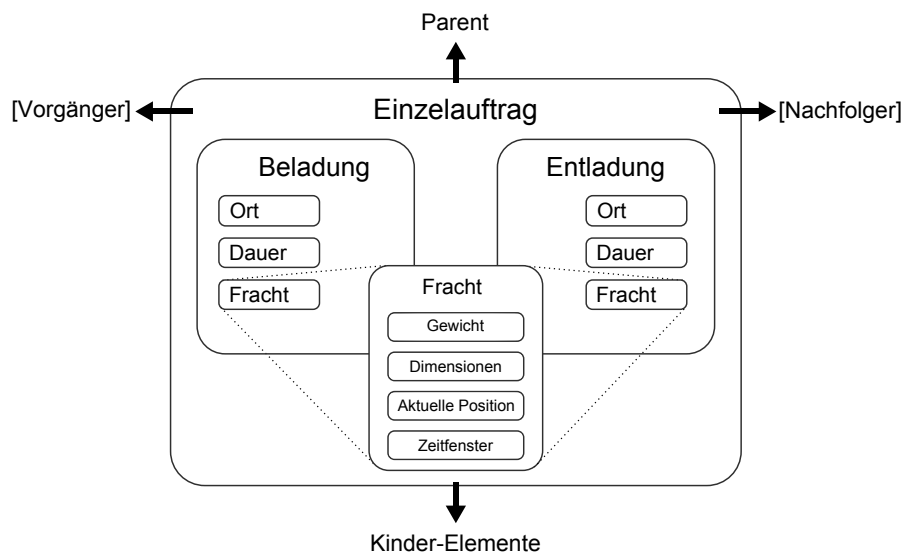 Parent
[Vorgänger]
Einzelauftrag
[Nachfolger]
Beladung
Entladung
Ort
Ort
Dauer
Dauer
Fracht
Fracht
Fracht
Gewicht
Dimensionen
Aktuelle Position
Zeitfenster
Kinder-Elemente